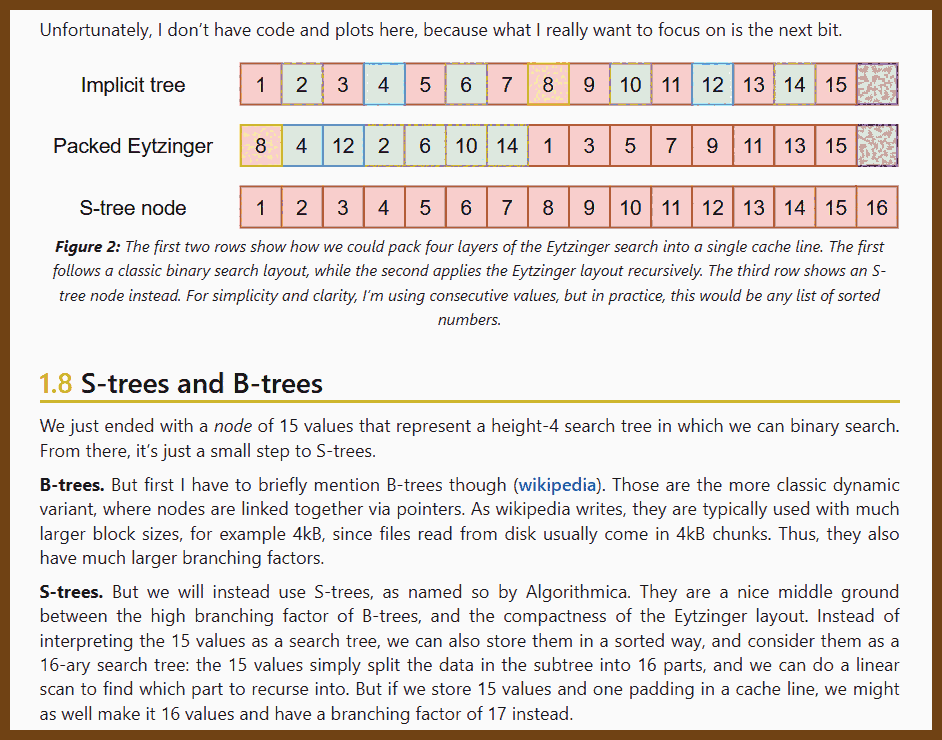 Unfortunately, I don’t have code and plots here, because what I really want to focus on is the next bit.
Implicit tree 1 2 3 4 5 6 7 8 9 10 11 12 13 14 15
Packed Eytzinger 8 4 12 2 6 10 14 1 3 5 7 9 11 13 15
S-tree node 1 2 3 4 5 6 7 8 9 10 11 12 13 14 15 16
Figure 2: The first two rows show how we could pack four layers of the Eytzinger search into a single cache line. The first
follows a classic binary search layout, while the second applies the Eytzinger layout recursively. The third row shows an S-
tree node instead. For simplicity and clarity, I’m using consecutive values, but in practice, this would be any list of sorted
numbers.
1.8 S-trees and B-trees
We just ended with a node of 15 values that represent a height-4 search tree in which we can binary search.
From there, it’s just a small step to S-trees.
B-trees. But first I have to briefly mention B-trees though (wikipedia). Those are the more classic dynamic
variant, where nodes are linked together via pointers. As wikipedia writes, they are typically used with much
larger block sizes, for example 4kB, since files read from disk usually come in 4kB chunks. Thus, they also
have much larger branching factors.
S-trees. But we will instead use S-trees, as named so by Algorithmica. They are a nice middle ground
between the high branching factor of B-trees, and the compactness of the Eytzinger layout. Instead of
interpreting the 15 values as a search tree, we can also store them in a sorted way, and consider them as a
16-ary search tree: the 15 values simply split the data in the subtree into 16 parts, and we can do a linear
scan to find which part to recurse into. But if we store 15 values and one padding in a cache line, we might
as well make it 16 values and have a branching factor of 17 instead.